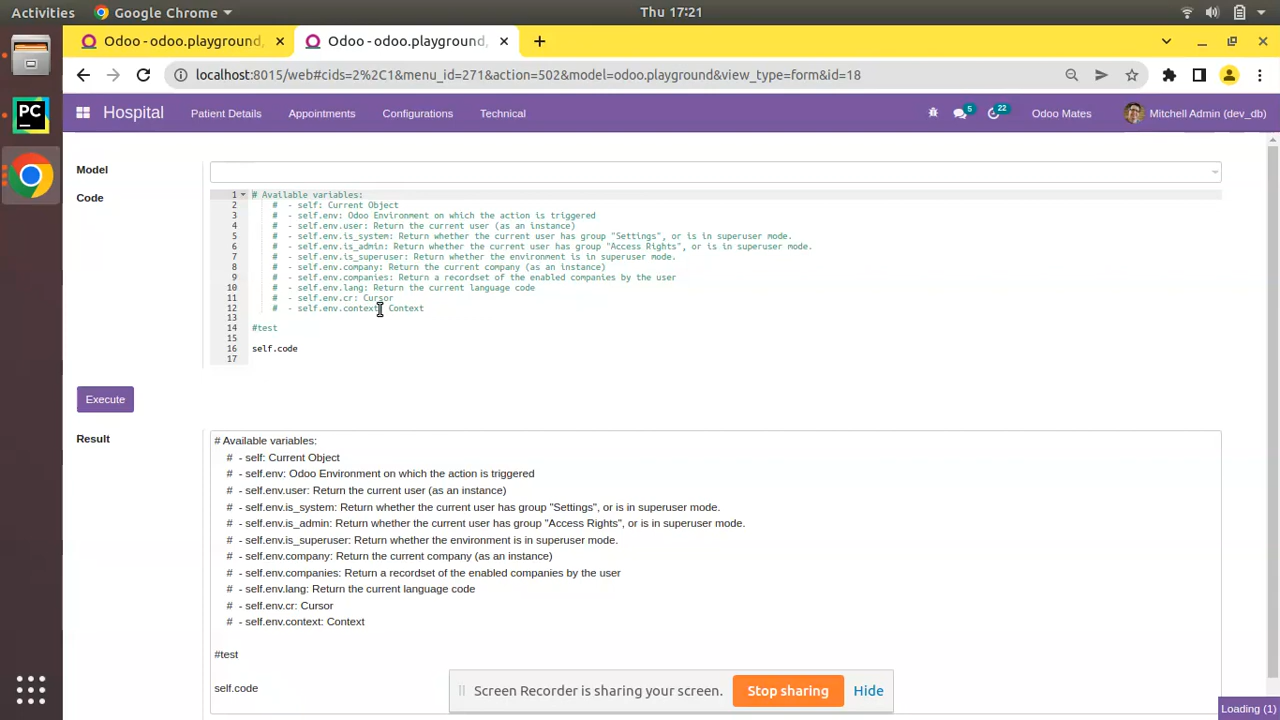 Activities Google Chrome Thu 17:21
Odoo - odoo.playground, Odoo - odoo.playground,
localhost:8015/web#cids=2%2C1&menu_id=271&action=502&model=odoo.playground&view_type=form&id=18
Hospital Patient Details Appointments Configurations Technical 5 22 Odoo Mates Mitchell Admin (dev_db)
Model
Code
1 # Available variables:
2 # - self: Current Object
3 # - self.env: Odoo Environment on which the action is triggered
4 # - self.env.user: Return the current user (as an instance)
5 # - self.env.is_system: Return whether the current user has group "Settings", or is in superuser mode.
6 # - self.env.is_admin: Return whether the current user has group "Access Rights", or is in superuser mode.
7 # - self.env.is_superuser: Return whether the environment is in superuser mode.
8 # - self.env.company: Return the current company (as an instance)
9 # - self.env.companies: Return a recordset of the enabled companies by the user
10 # - self.env.lang: Return the current language code
11 # - self.env.cr: Cursor
12 # - self.env.context: Context
13
14 #test
15
16 self.code
17
Execute
Result
# Available variables:
# - self: Current Object
# - self.env: Odoo Environment on which the action is triggered
# - self.env.user: Return the current user (as an instance)
# - self.env.is_system: Return whether the current user has group "Settings", or is in superuser mode.
# - self.env.is_admin: Return whether the current user has group "Access Rights", or is in superuser mode.
# - self.env.is_superuser: Return whether the environment is in superuser mode.
# - self.env.company: Return the current company (as an instance)
# - self.env.companies: Return a recordset of the enabled companies by the user
# - self.env.lang: Return the current language code
# - self.env.cr: Cursor
# - self.env.context: Context
#test
self.code
Screen Recorder is sharing your screen. Stop sharing Hide
Loading (1)
PC